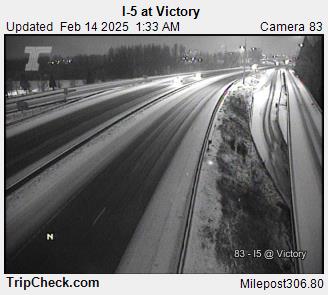 I-5 at Victory
Updated Feb 14 2025 1:33 AM Camera 83
T
N
83 - I5 @ Victory
TripCheck.com Milepost306.80